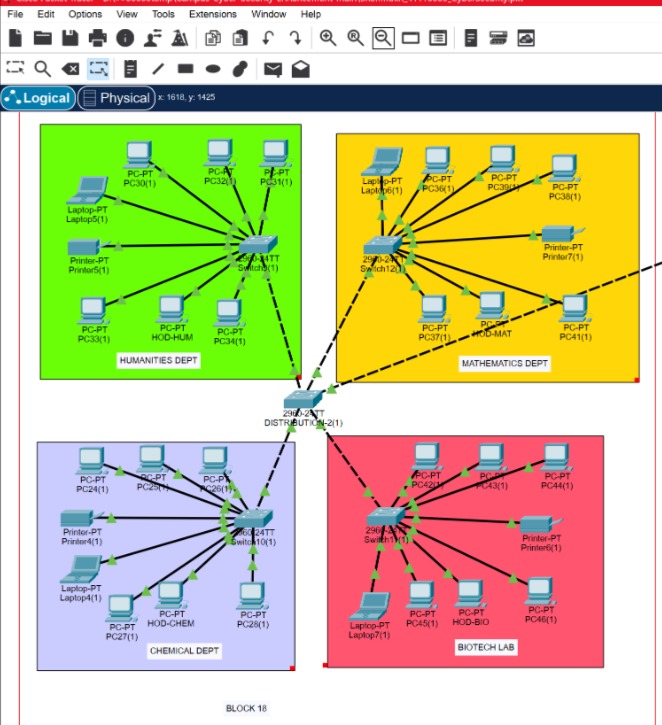 File Edit Options View Tools Extensions Window Help
Logical Physical x: 1618, y: 1425
PC-PT
PC30(1)
PC-PT
PC32(1)
PC-PT
PC31(1)
Laptop-PT
Laptop5(1)
Printer-PT
Printer5(1)
2960-24TT
Switch9(1)
PC-PT
PC33(1)
PC-PT
HOD-HUM
PC-PT
PC34(1)
HUMANITIES DEPT
Laptop-PT
Laptop6(1)
PC-PT
PC36(1)
PC-PT
PC39(1)
PC-PT
PC38(1)
2960-24TT
Switch12(1)
Printer-PT
Printer7(1)
PC-PT
PC37(1)
PC-PT
HOD-MAT
PC-PT
PC41(1)
MATHEMATICS DEPT
2960-24TT
DISTRIBUTION-2(1)
PC-PT
PC24(1)
PC-PT
PC25(1)
PC-PT
PC26(1)
Printer-PT
Printer4(1)
2960-24TT
Switch10(1)
Laptop-PT
Laptop4(1)
PC-PT
PC27(1)
PC-PT
HOD-CHEM
PC-PT
PC28(1)
CHEMICAL DEPT
PC-PT
PC42(1)
PC-PT
PC43(1)
PC-PT
PC44(1)
2960-24TT
Switch11(1)
Printer-PT
Printer6(1)
Laptop-PT
Laptop7(1)
PC-PT
PC45(1)
PC-PT
HOD-BIO
PC-PT
PC46(1)
BIOTECH LAB
BLOCK 18